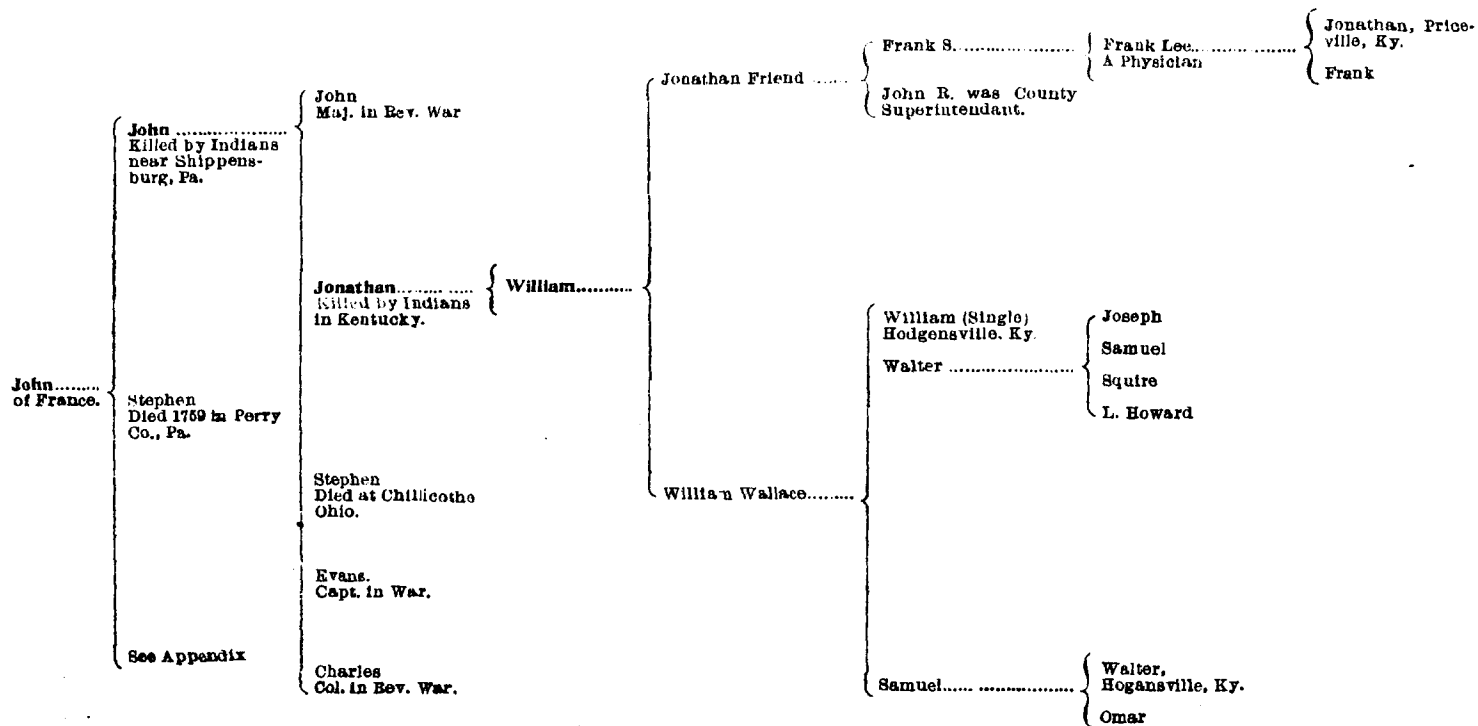 John.........
of France.
John ......................
Killed by Indians
near Shippens-
burg, Pa.
Stephen
Died 1759 in Perry
Co., Pa.
See Appendix
John
Maj. in Rev. War
Jonathan......... .....
Killed by Indians
in Kentucky.
Stephen
Died at Chillicothe
Ohio.
Evans.
Capt. in War.
Charles
Col. in Rev. War.
William...........
Jonathan Friend ......
William Wallace.........
Frank S. ......................
John R. was County
Superintendant.
William (Single)
Hodgensville, Ky.
Walter .........................
Samuel...... ...................
Frank Lee............ .........
A Physician
Joseph
Samuel
Squire
L. Howard
Walter,
Hogansville, Ky.
Omar
Jonathan, Price-
ville, Ky.
Frank